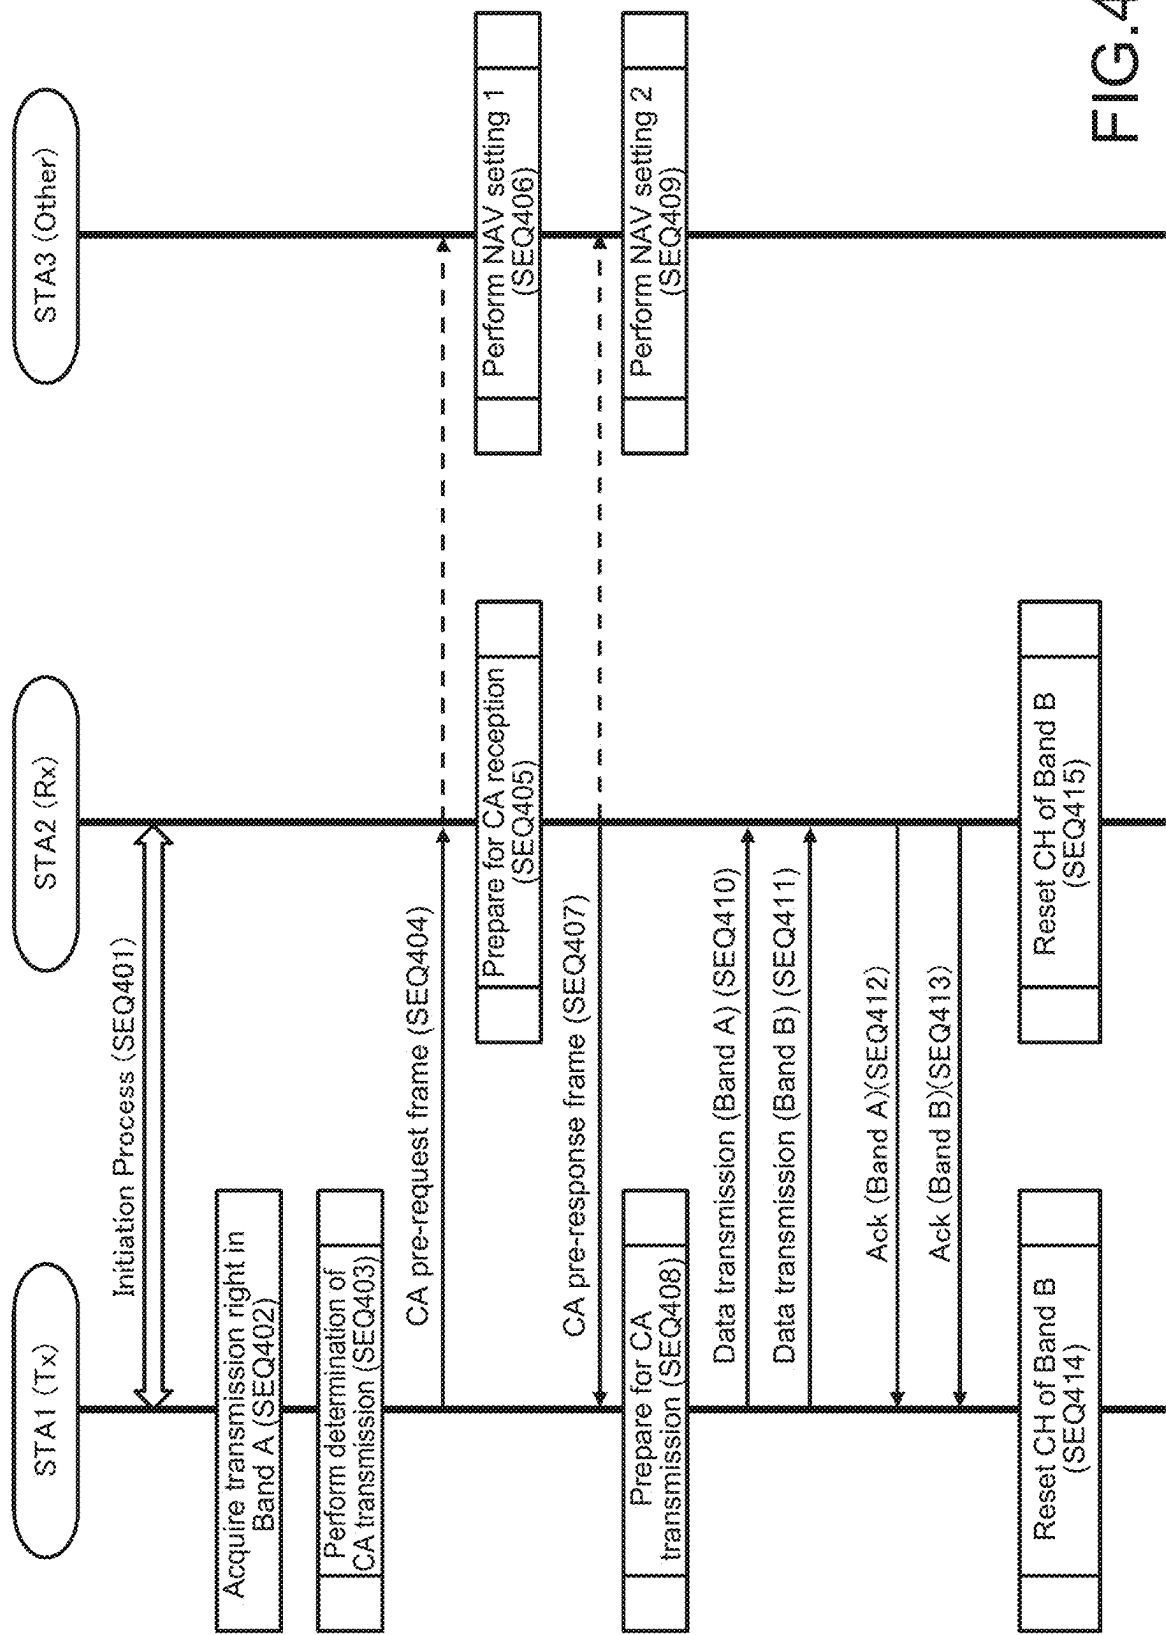 STA1 (Tx)
STA2 (Rx)
STA3 (Other)
Initiation Process (SEQ401)
Acquire transmission right in
Band A (SEQ402)
Perform determination of
CA transmission (SEQ403)
CA pre-request frame (SEQ404)
Prepare for CA reception
(SEQ405)
Perform NAV setting 1
(SEQ406)
CA pre-response frame (SEQ407)
Prepare for CA
transmission (SEQ408)
Perform NAV setting 2
(SEQ409)
Data transmission (Band A) (SEQ410)
Data transmission (Band B) (SEQ411)
Ack (Band A)(SEQ412)
Ack (Band B)(SEQ413)
Reset CH of Band B
(SEQ414)
Reset CH of Band B
(SEQ415)
FIG.4